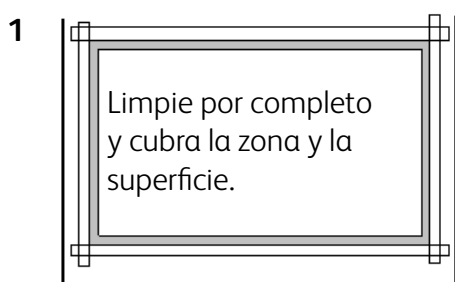 1
Limpie por completo
y cubra la zona y la
superficie.